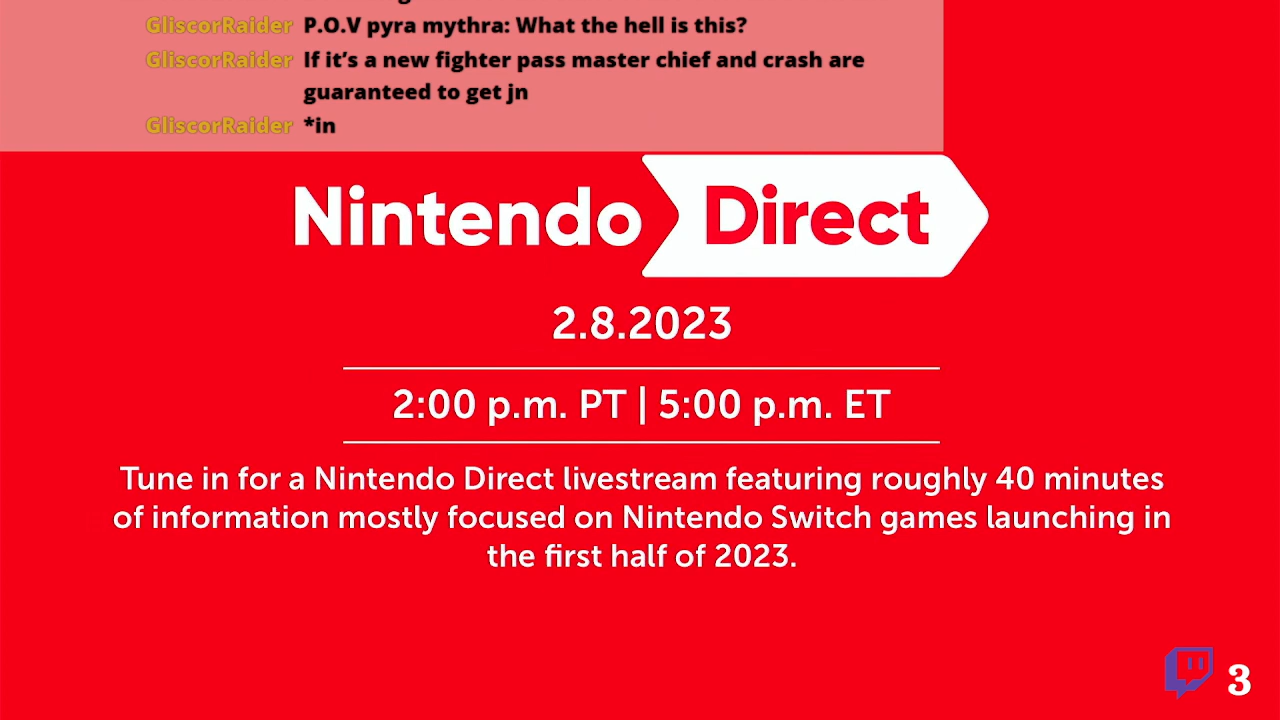 GliscorRaider P.O.V pyra mythra: What the hell is this?
GliscorRaider If it’s a new fighter pass master chief and crash are
guaranteed to get jn
GliscorRaider *in
Nintendo Direct
2.8.2023
2:00 p.m. PT | 5:00 p.m. ET
Tune in for a Nintendo Direct livestream featuring roughly 40 minutes
of information mostly focused on Nintendo Switch games launching in
the first half of 2023.
3